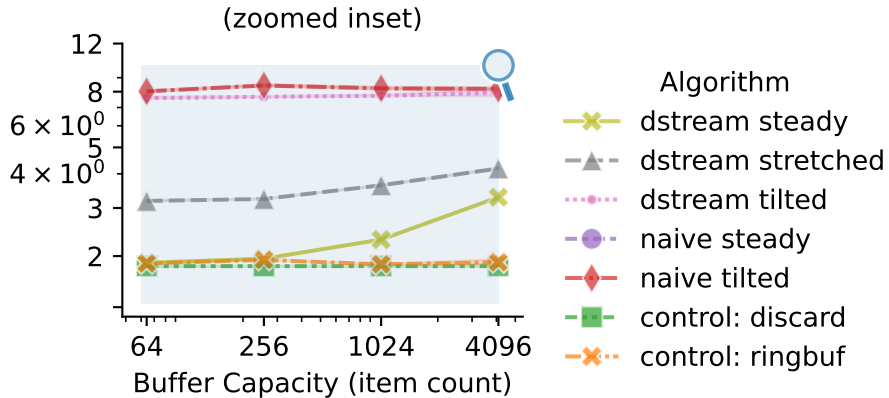 (zoomed inset)
12
8
6 × 10⁰
5
4 × 10⁰
3
2
64 256 1024 4096
Buffer Capacity (item count)
Algorithm
dstream steady
dstream stretched
dstream tilted
naive steady
naive tilted
control: discard
control: ringbuf